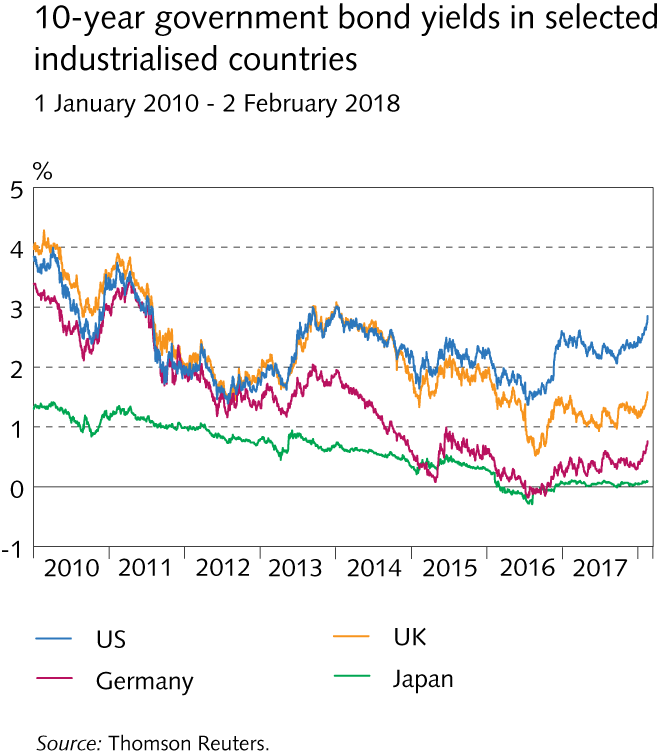 10-year government bond yields in selected
industrialised countries
1 January 2010 - 2 February 2018
%
5
4
3
2
1
0
-1
2010 2011 2012 2013 2014 2015 2016 2017
US UK
Germany Japan
Source: Thomson Reuters.